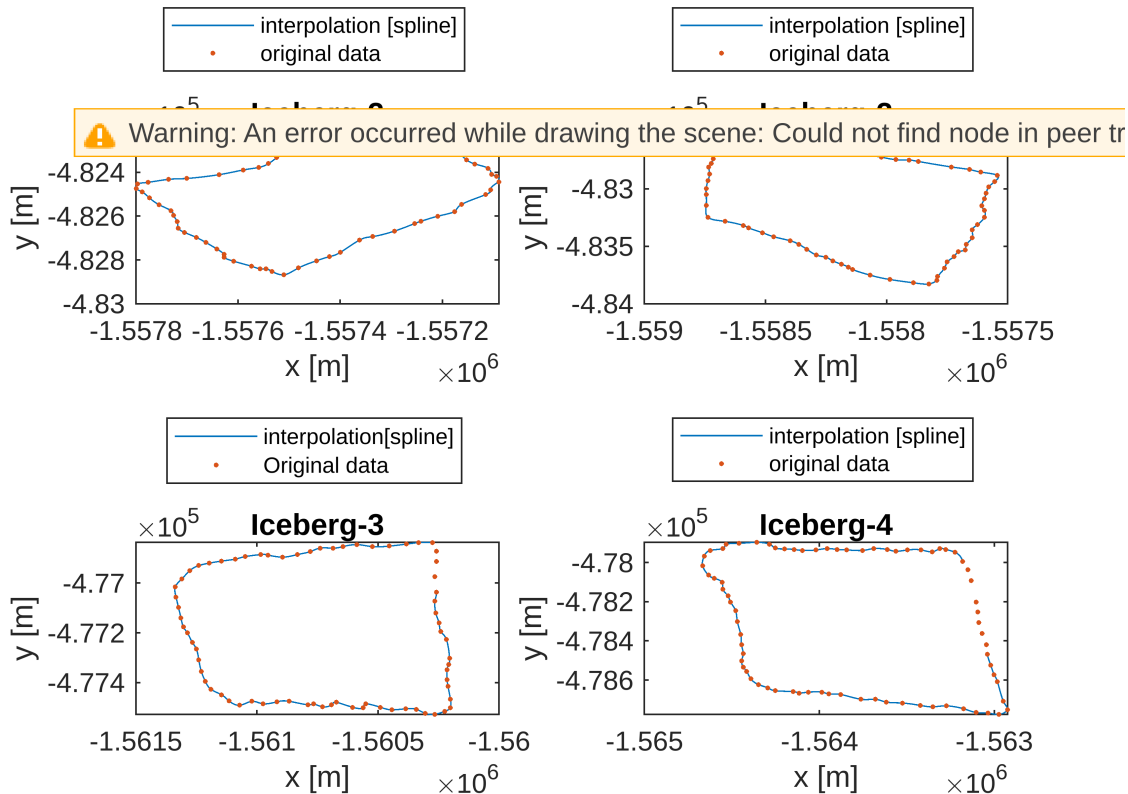 interpolation [spline]
original data
interpolation [spline]
original data
Warning: An error occurred while drawing the scene: Could not find node in peer tr
-4.824
-4.826
-4.828
-4.83
y [m]
-1.5578 -1.5576 -1.5574 -1.5572
x [m]
×10^6
-4.83
-4.835
-4.84
y [m]
-1.559 -1.5585 -1.558 -1.5575
x [m]
×10^6
interpolation[spline]
Original data
×10^5
Iceberg-3
-4.77
-4.772
-4.774
y [m]
-1.5615 -1.561 -1.5605 -1.56
x [m]
×10^6
interpolation [spline]
original data
×10^5
Iceberg-4
-4.78
-4.782
-4.784
-4.786
y [m]
-1.565 -1.564 -1.563
x [m]
×10^6